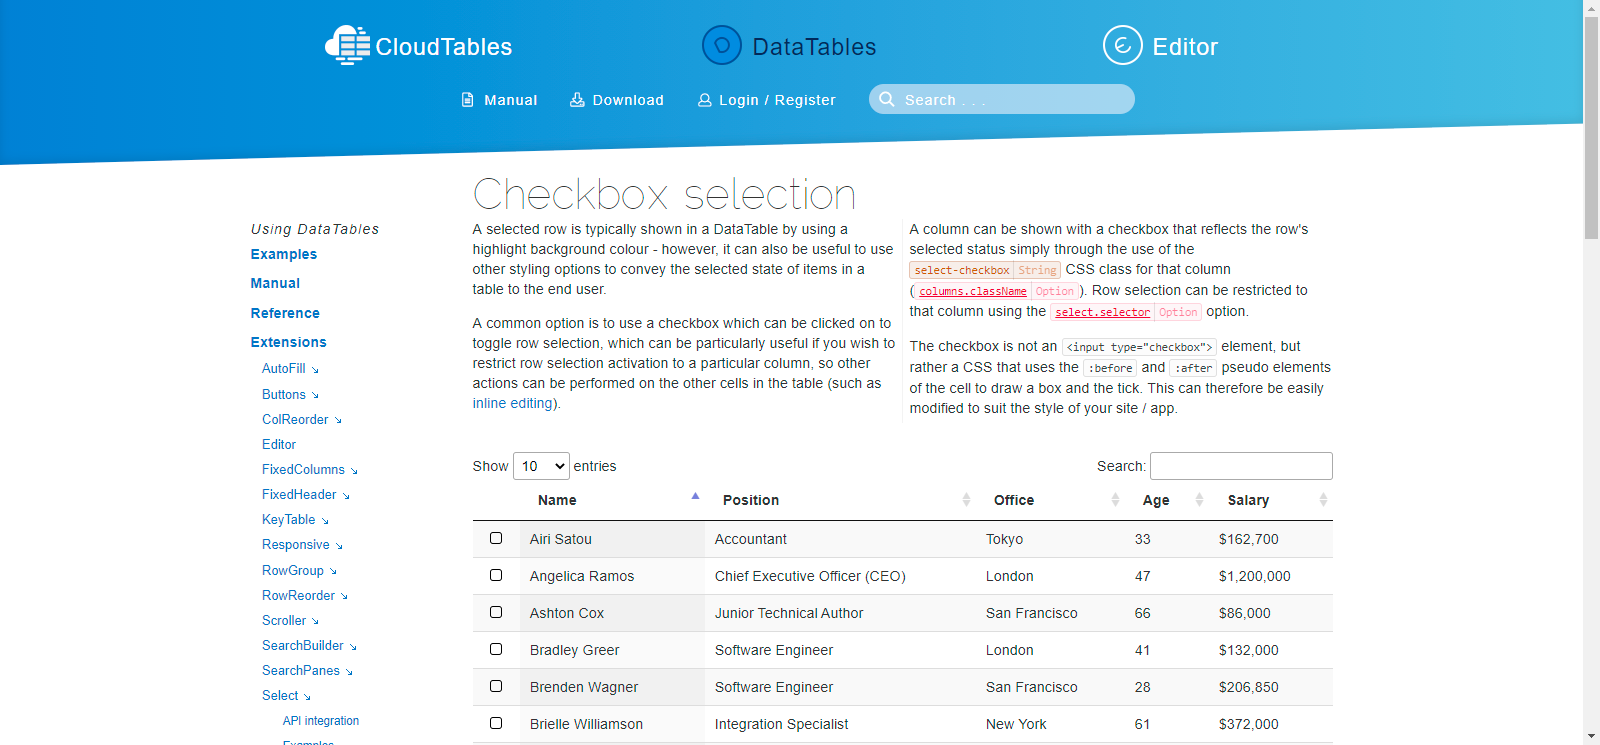 CloudTables
DataTables
Editor
Manual
Download
Login / Register
Search . . .
Checkbox selection
Using DataTables
Examples
Manual
Reference
Extensions
AutoFill ↘
Buttons ↘
ColReorder ↘
Editor
FixedColumns ↘
FixedHeader ↘
KeyTable ↘
Responsive ↘
RowGroup ↘
RowReorder ↘
Scroller ↘
SearchBuilder ↘
SearchPanes ↘
Select ↘
API integration
Examples
A selected row is typically shown in a DataTable by using a
highlight background colour - however, it can also be useful to use
other styling options to convey the selected state of items in a
table to the end user.
A common option is to use a checkbox which can be clicked on to
toggle row selection, which can be particularly useful if you wish to
restrict row selection activation to a particular column, so other
actions can be performed on the other cells in the table (such as
inline editing).
A column can be shown with a checkbox that reflects the row's
selected status simply through the use of the
select-checkbox String CSS class for that column
(columns.className Option). Row selection can be restricted to
that column using the select.selector Option option.
The checkbox is not an <input type="checkbox"> element, but
rather a CSS that uses the :before and :after pseudo elements
of the cell to draw a box and the tick. This can therefore be easily
modified to suit the style of your site / app.
Show 10 entries
Search:
Name Position Office Age Salary
Airi Satou Accountant Tokyo 33 $162,700
Angelica Ramos Chief Executive Officer (CEO) London 47 $1,200,000
Ashton Cox Junior Technical Author San Francisco 66 $86,000
Bradley Greer Software Engineer London 41 $132,000
Brenden Wagner Software Engineer San Francisco 28 $206,850
Brielle Williamson Integration Specialist New York 61 $372,000